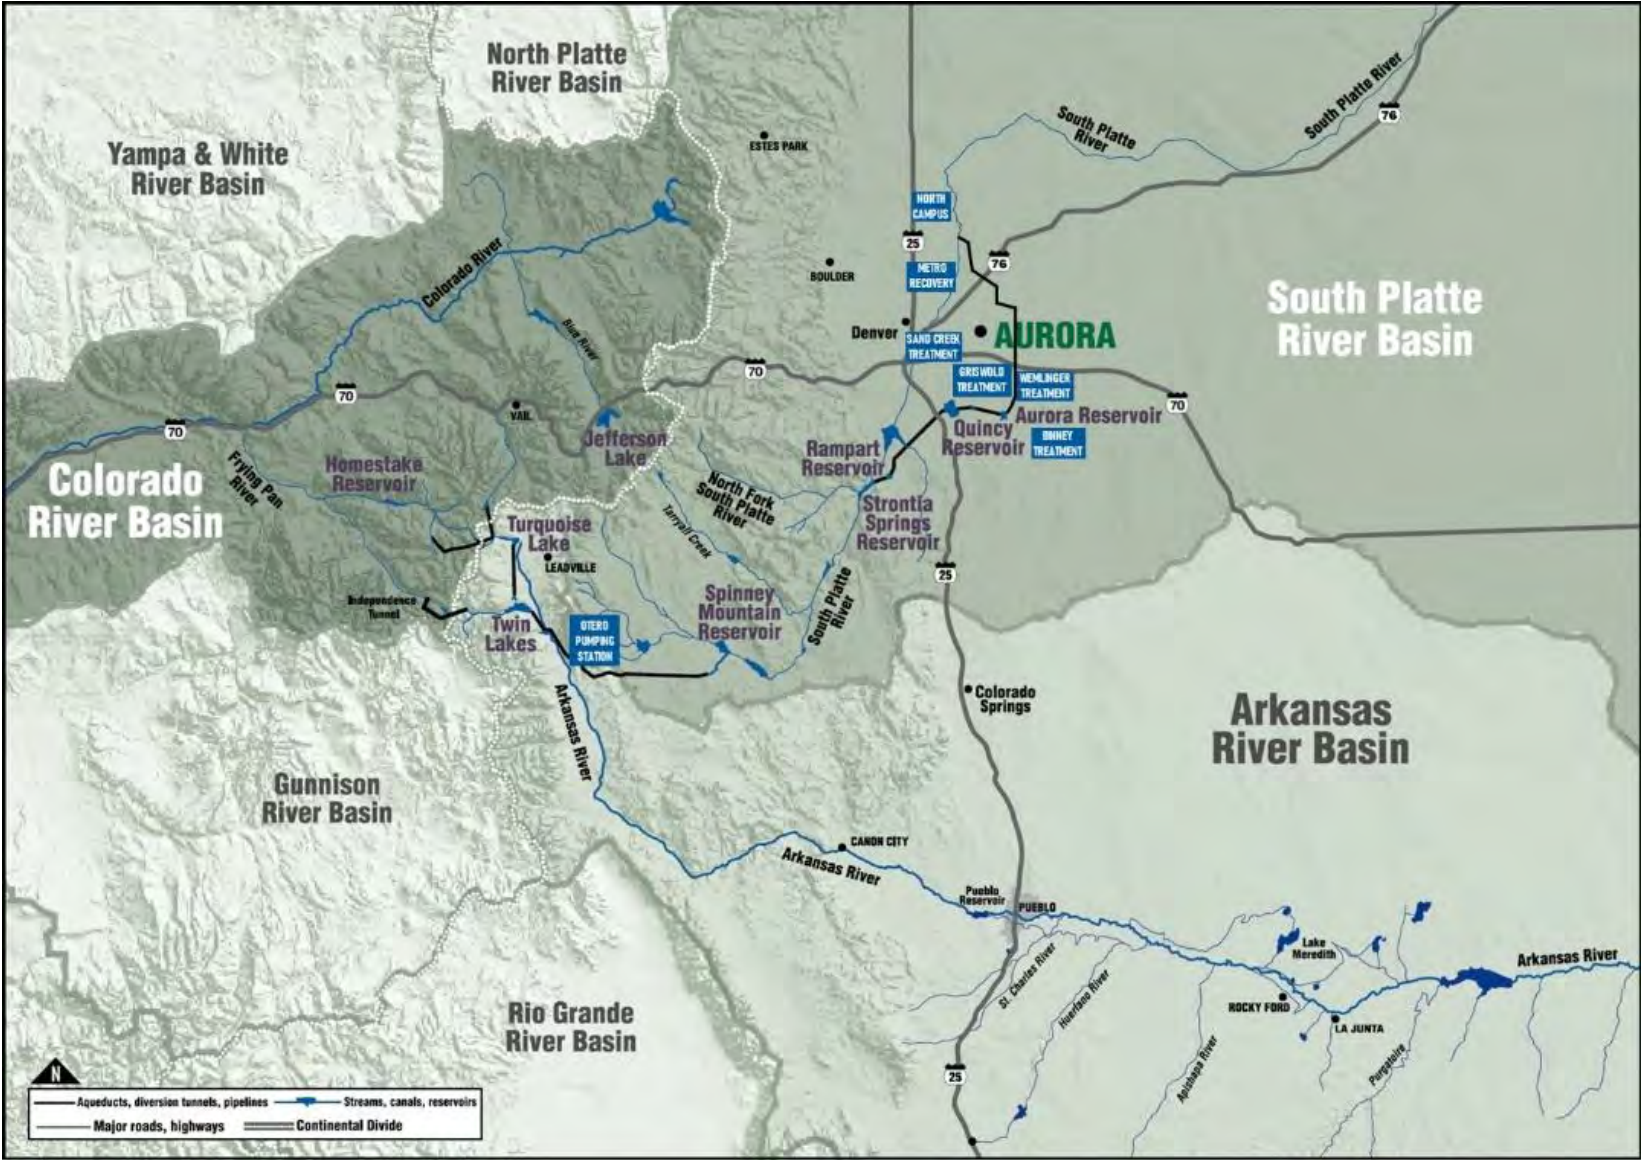 North Platte
River Basin
Yampa & White
River Basin
ESTES PARK
South Platte
River
South Platte River
76
NORTH
CAMPUS
25
76
METRO
RECOVERY
BOULDER
Colorado River
Blue River
Denver
AURORA
SAND CREEK
TREATMENT
South Platte
River Basin
70
GRISWOLD
TREATMENT
WEMLINGER
TREATMENT
70
70
70
VAIL
Jefferson
Lake
Aurora Reservoir
Quincy
Reservoir
BINNEY
TREATMENT
Rampart
Reservoir
Colorado
River Basin
Frying Pan
River
Homestake
Reservoir
North Fork
South Platte
River
Tarryall Creek
Strontia
Springs
Reservoir
Turquoise
Lake
LEADVILLE
25
Independence
Tunnel
Twin
Lakes
OTERO
PUMPING
STATION
Spinney
Mountain
Reservoir
South Platte
River
Colorado
Springs
Arkansas
River Basin
Arkansas River
Gunnison
River Basin
CANON CITY
Arkansas River
Pueblo
Reservoir
PUEBLO
St. Charles River
Huerfano River
Lake
Meredith
Arkansas River
ROCKY FORD
LA JUNTA
Apishapa River
Purgatoire
Rio Grande
River Basin
25
N
Aqueducts, diversion tunnels, pipelines
Streams, canals, reservoirs
Major roads, highways
Continental Divide